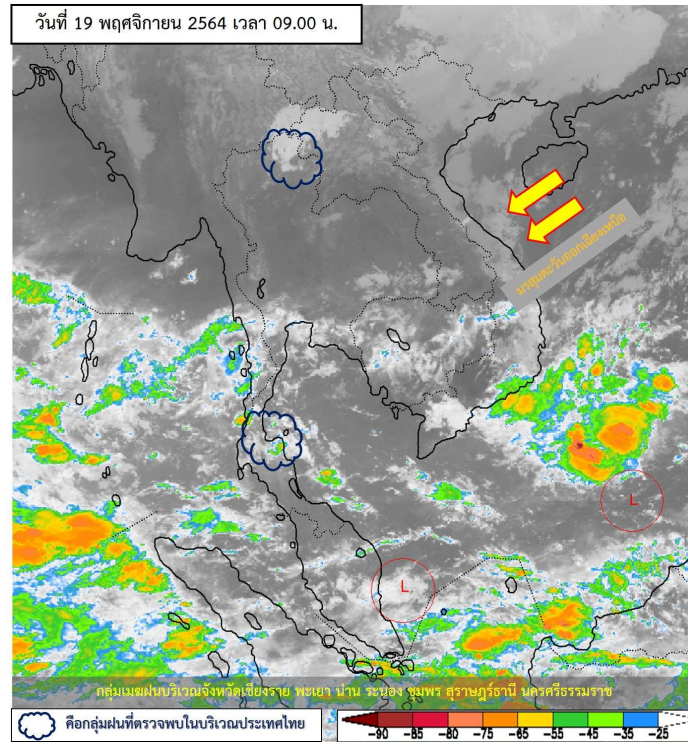 วันที่ 19 พฤศจิกายน 2564 เวลา 09.00 น.
มรสุมตะวันออกเฉียงเหนือ
L
L
กลุ่มเมฆฝนบริเวณจังหวัดเชียงราย พะเยา น่าน ระนอง ชุมพร สุราษฎร์ธานี นครศรีธรรมราช
คือกลุ่มฝนที่ตรวจพบในบริเวณประเทศไทย
-90 -85 -80 -75 -65 -55 -45 -35 -25